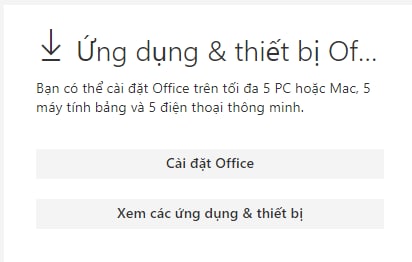 Ứng dụng & thiết bị Of...
Bạn có thể cài đặt Office trên tối đa 5 PC hoặc Mac, 5
máy tính bảng và 5 điện thoại thông minh.
Cài đặt Office
Xem các ứng dụng & thiết bị